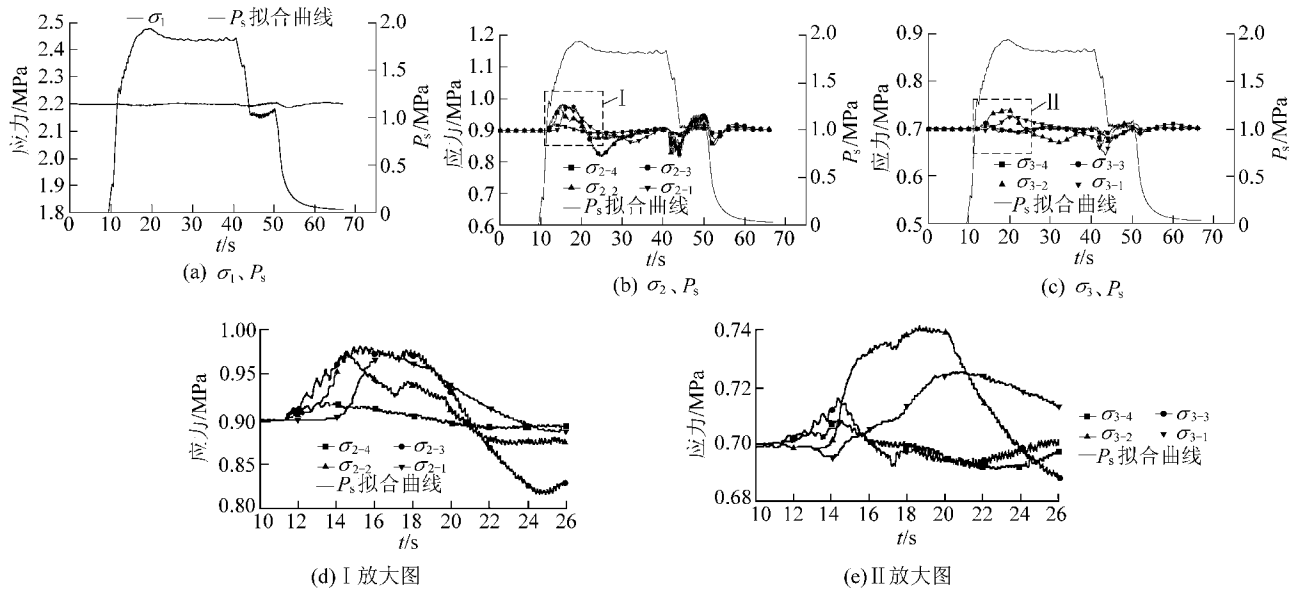 σ₁ Pₛ拟合曲线
2.5
2.4
2.3
2.2
2.1
2.0
1.9
1.8
应力/MPa
2.0
1.5
1.0
0.5
0
Pₛ/MPa
0 10 20 30 40 50 60 70
t/s
(a) σ₁、Pₛ
1.2
1.1
1.0
0.9
0.8
0.7
0.6
应力/MPa
I
σ₂₋₄ σ₂₋₃
σ₂₋₂ σ₂₋₁
Pₛ拟合曲线
2.0
1.5
1.0
0.5
0
Pₛ/MPa
0 10 20 30 40 50 60 70
t/s
(b) σ₂、Pₛ
0.9
0.8
0.7
0.6
0.5
应力/MPa
II
σ₃₋₄ σ₃₋₃
σ₃₋₂ σ₃₋₁
Pₛ拟合曲线
2.0
1.5
1.0
0.5
0
Pₛ/MPa
0 10 20 30 40 50 60 70
t/s
(c) σ₃、Pₛ
1.00
0.95
0.90
0.85
0.80
应力/MPa
σ₂₋₄ σ₂₋₃
σ₂₋₂ σ₂₋₁
Pₛ拟合曲线
10 12 14 16 18 20 22 24 26
t/s
(d) I 放大图
0.74
0.72
0.70
0.68
应力/MPa
σ₃₋₄ σ₃₋₃
σ₃₋₂ σ₃₋₁
Pₛ拟合曲线
10 12 14 16 18 20 22 24 26
t/s
(e) II 放大图